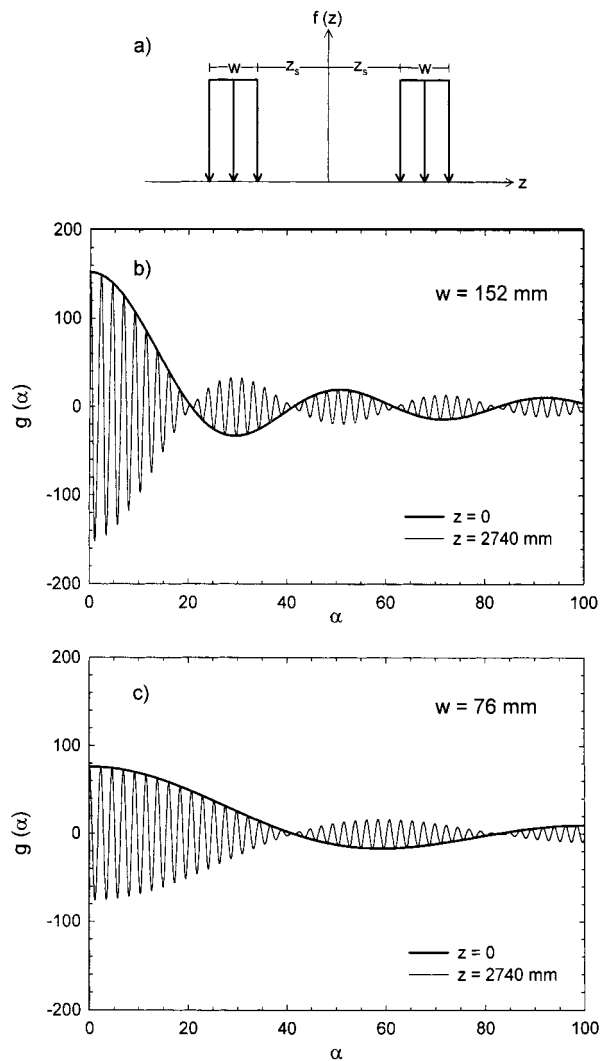 f (z)
a)
w
z_s
z_s
w
z
200
b)
w = 152 mm
100
g (α)
0
-100
z = 0
z = 2740 mm
-200
0
20
40
60
80
100
α
200
c)
w = 76 mm
100
g (α)
0
-100
z = 0
z = 2740 mm
-200
0
20
40
60
80
100
α